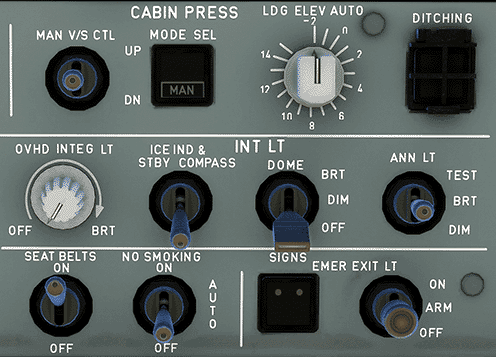 CABIN PRESS
LDG ELEV AUTO
DITCHING
MAN V/S CTL
UP
DN
MODE SEL
MAN
-2
0
2
4
6
8
10
12
14
OVHD INTEG LT
OFF
BRT
ICE IND &
STBY COMPASS
INT LT
DOME
BRT
DIM
OFF
ANN LT
TEST
BRT
DIM
SEAT BELTS
ON
OFF
NO SMOKING
ON
AUTO
OFF
SIGNS
EMER EXIT LT
ON
ARM
OFF